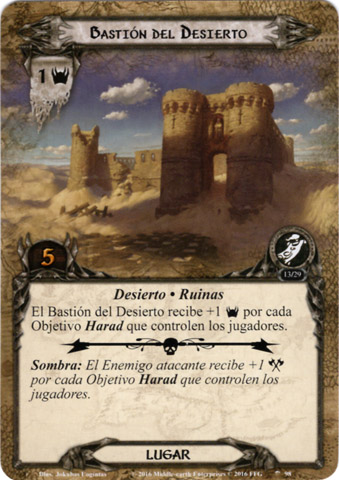 BASTIÓN DEL DESIERTO
1
5
13/29
Desierto • Ruinas
El Bastión del Desierto recibe +1 por cada
Objetivo Harad que controlen los jugadores.
Sombra: El Enemigo atacante recibe +1
por cada Objetivo Harad que controlen los
jugadores.
LUGAR
© 2016 Middle-earth Enterprises © 2016 FFG
98